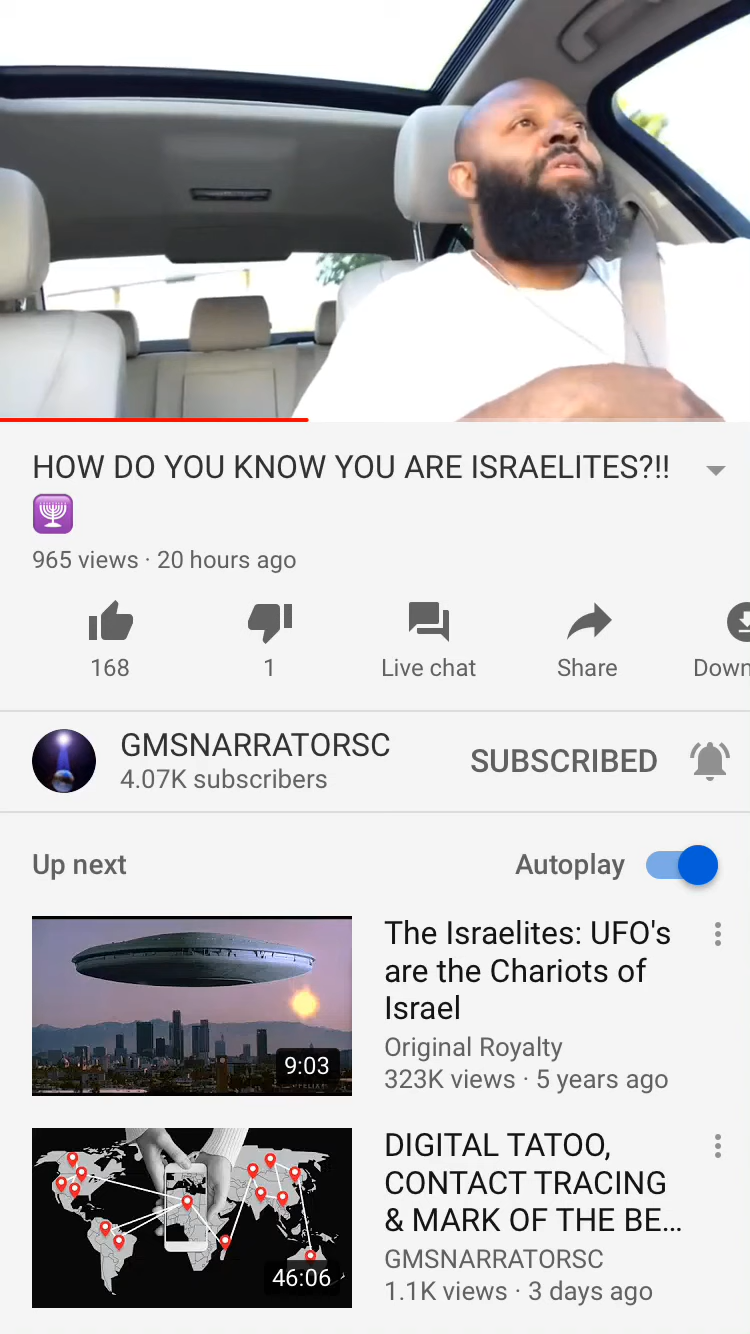 HOW DO YOU KNOW YOU ARE ISRAELITES?!!
🕎
965 views · 20 hours ago
168
1
Live chat
Share
Down
GMSNARRATORSC
4.07K subscribers
SUBSCRIBED
Up next
Autoplay
The Israelites: UFO's
are the Chariots of
Israel
Original Royalty
323K views · 5 years ago
9:03
DIGITAL TATOO,
CONTACT TRACING
& MARK OF THE BE...
GMSNARRATORSC
1.1K views · 3 days ago
46:06